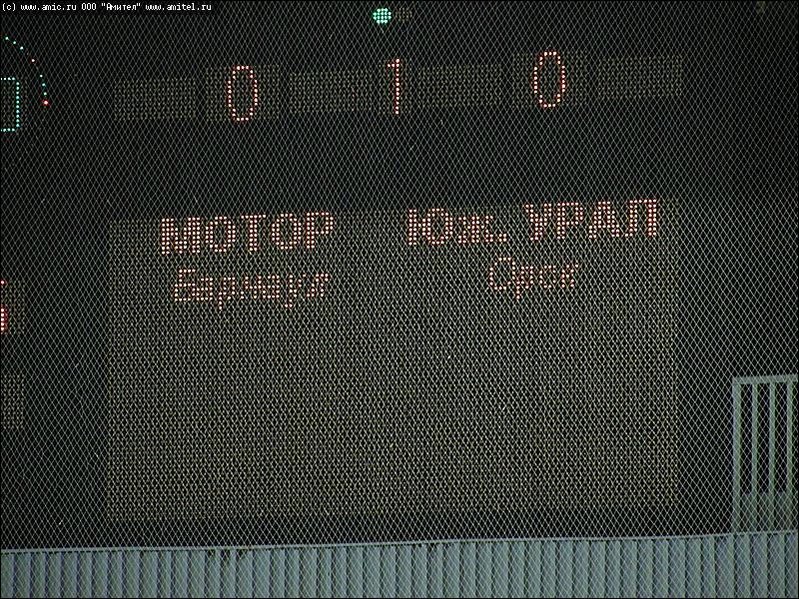 (c) www.amic.ru ООО "Амител" www.amitel.ru
0 1 0
МОТОР Юж. УРАЛ
Барнаул Орск